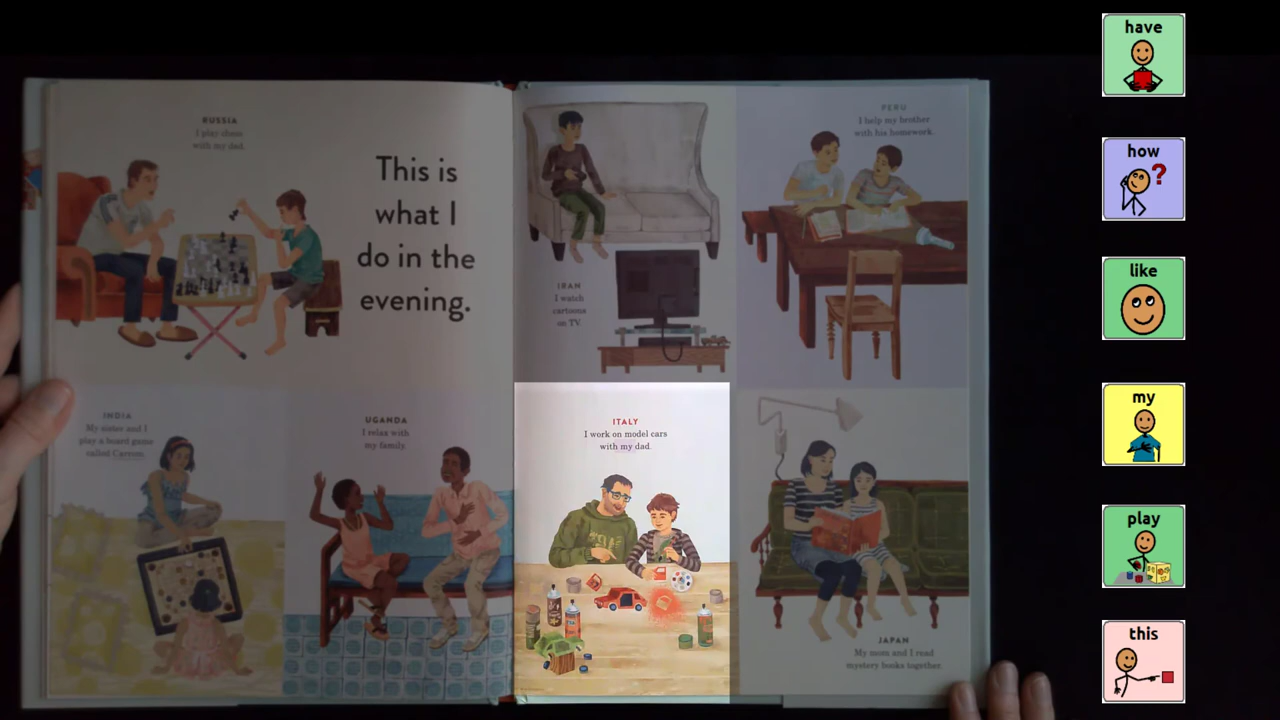 RUSSIA
I play chess
with my dad.
This is
what I
do in the
evening.
INDIA
My sister and I
play a board game
called Carrom.
UGANDA
I relax with
my family.
IRAN
I watch
cartoons
on TV.
PERU
I help my brother
with his homework.
ITALY
I work on model cars
with my dad.
JAPAN
My mom and I read
mystery books together.
have
how
?
like
my
play
this